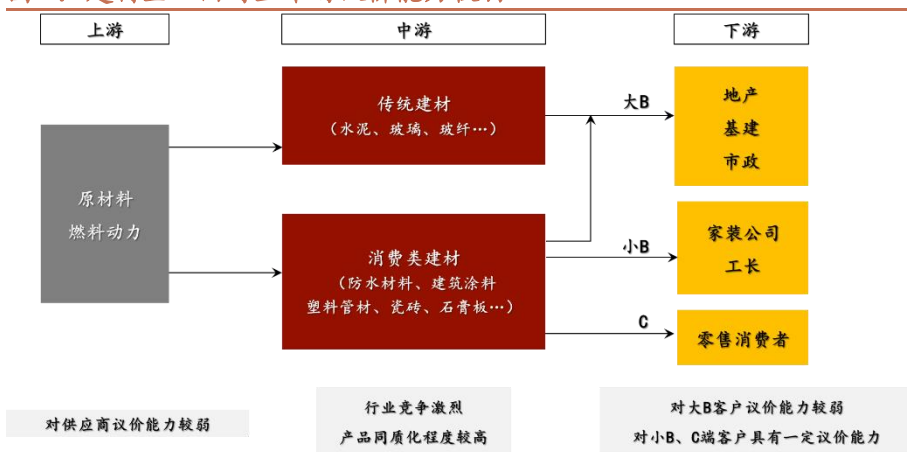 上游
中游
下游
传统建材
（水泥、玻璃、玻纤…）
大B
地产
基建
市政
原材料
燃料动力
消费类建材
（防水材料、建筑涂料
塑料管材、瓷砖、石膏板…）
小B
家装公司
工长
C
零售消费者
对供应商议价能力较弱
行业竞争激烈
产品同质化程度较高
对大B客户议价能力较弱
对小B、C端客户具有一定议价能力